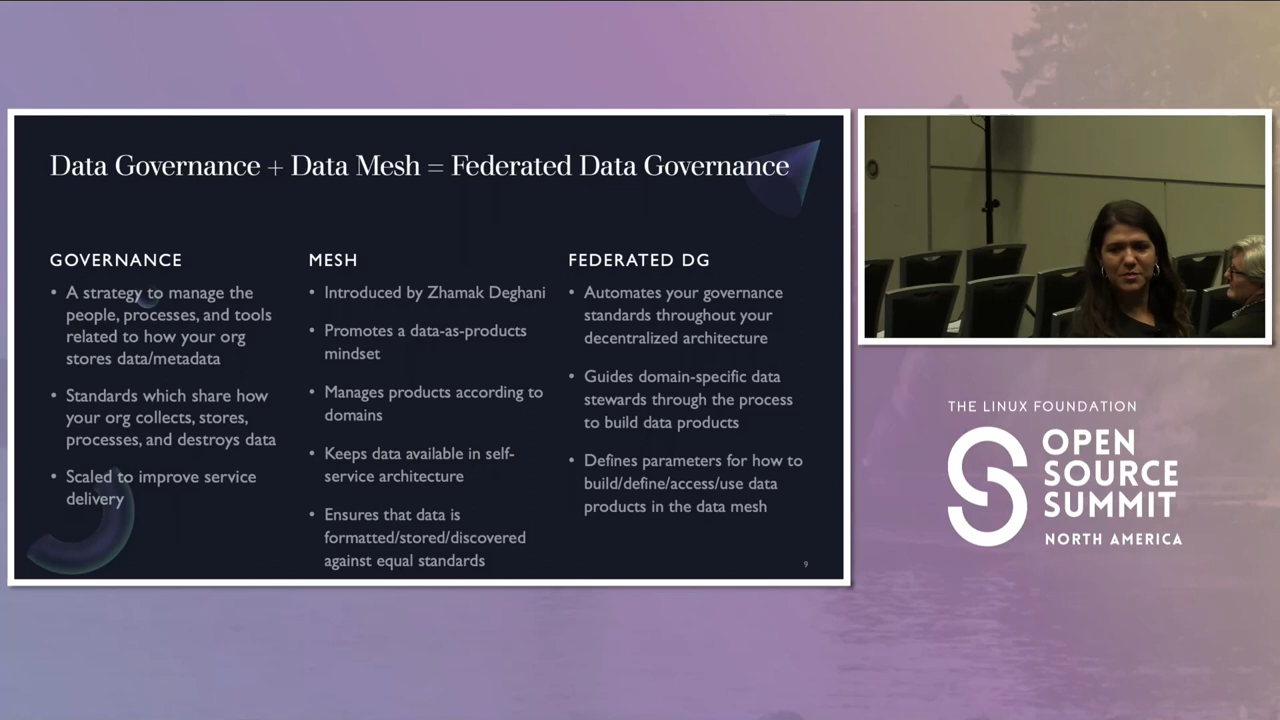 Data Governance + Data Mesh = Federated Data Governance
GOVERNANCE
• A strategy to manage the
people, processes, and tools
related to how your org
stores data/metadata
• Standards which share how
your org collects, stores,
processes, and destroys data
• Scaled to improve service
delivery
MESH
• Introduced by Zhamak Deghani
• Promotes a data-as-products
mindset
• Manages products according to
domains
• Keeps data available in self-
service architecture
• Ensures that data is
formatted/stored/discovered
against equal standards
FEDERATED DG
• Automates your governance
standards throughout your
decentralized architecture
• Guides domain-specific data
stewards through the process
to build data products
• Defines parameters for how to
build/define/access/use data
products in the data mesh
9
THE LINUX FOUNDATION
OPEN
SOURCE
SUMMIT
NORTH AMERICA